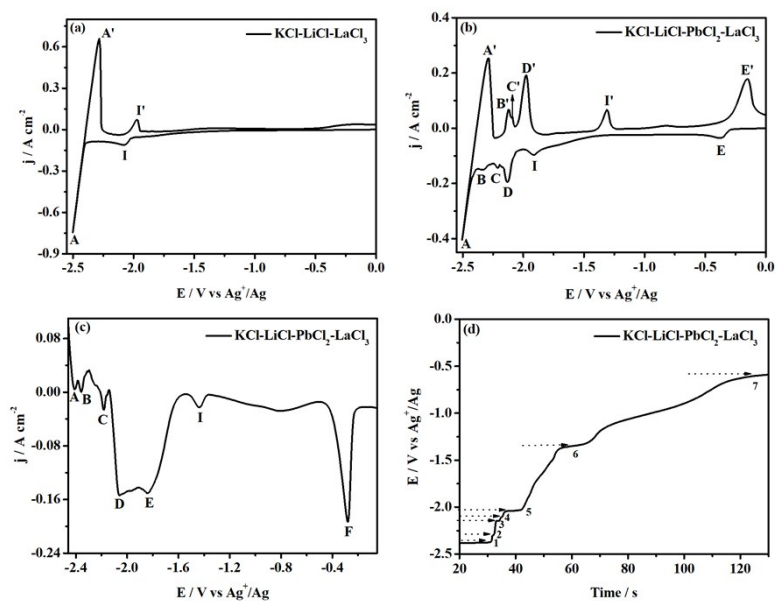 (a)
KCl-LiCl-LaCl3
A'
I'
I
A
0.6
0.3
0.0
-0.3
-0.6
-0.9
j / A cm-2
-2.5
-2.0
-1.5
-1.0
-0.5
0.0
E / V vs Ag+/Ag
(b)
KCl-LiCl-PbCl2-LaCl3
A'
B'
C'
D'
I'
E'
A
B
C
D
I
E
0.4
0.2
0.0
-0.2
-0.4
j / A cm-2
-2.5
-2.0
-1.5
-1.0
-0.5
0.0
E / V vs Ag+/Ag
(c)
KCl-LiCl-PbCl2-LaCl3
A
B
C
D
E
I
F
0.08
0.00
-0.08
-0.16
-0.24
j / A cm-2
-2.4
-2.0
-1.6
-1.2
-0.8
-0.4
E / V vs Ag+/Ag
(d)
KCl-LiCl-PbCl2-LaCl3
1
2
3
4
5
6
7
0.0
-0.5
-1.0
-1.5
-2.0
-2.5
E / V vs Ag+/Ag
20
40
60
80
100
120
Time / s